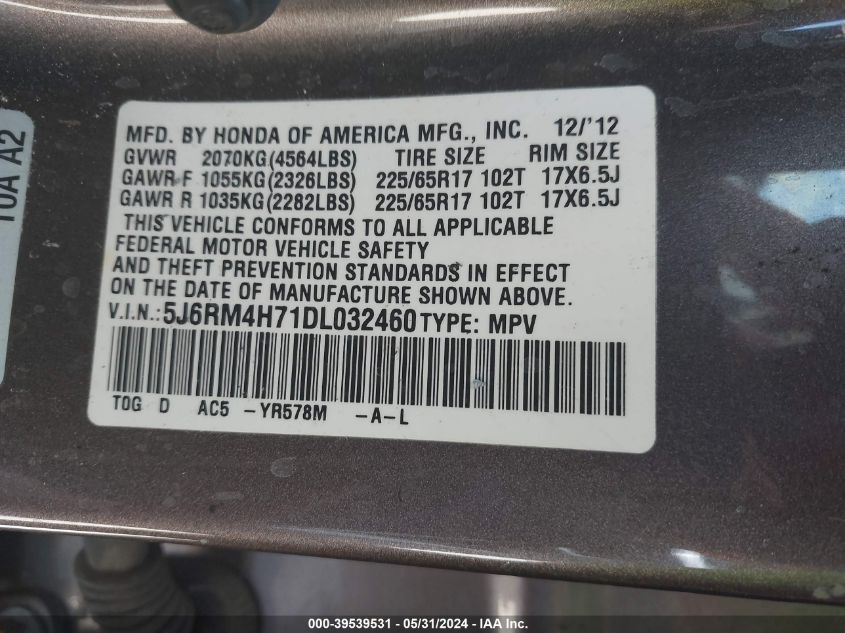 MFD. BY HONDA OF AMERICA MFG., INC. 12/'12
GVWR 2070KG(4564LBS) TIRE SIZE RIM SIZE
GAWR F 1055KG(2326LBS) 225/65R17 102T 17X6.5J
GAWR R 1035KG(2282LBS) 225/65R17 102T 17X6.5J
THIS VEHICLE CONFORMS TO ALL APPLICABLE
FEDERAL MOTOR VEHICLE SAFETY
AND THEFT PREVENTION STANDARDS IN EFFECT
ON THE DATE OF MANUFACTURE SHOWN ABOVE.
V.I.N.:5J6RM4H71DL032460 TYPE: MPV
TOG D AC5 -YR578M -A-L
10A A2
000-39539531 - 05/31/2024 - IAA Inc.